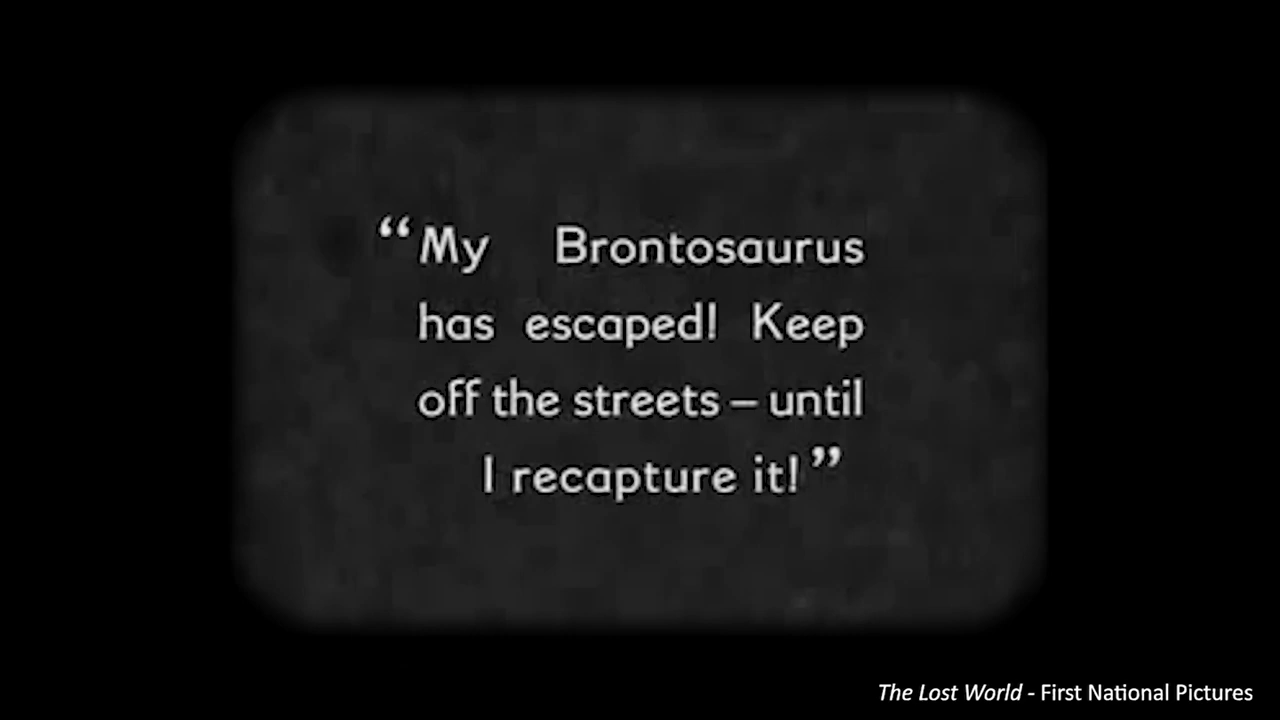 “My Brontosaurus
has escaped! Keep
off the streets – until
I recapture it!”
The Lost World - First National Pictures